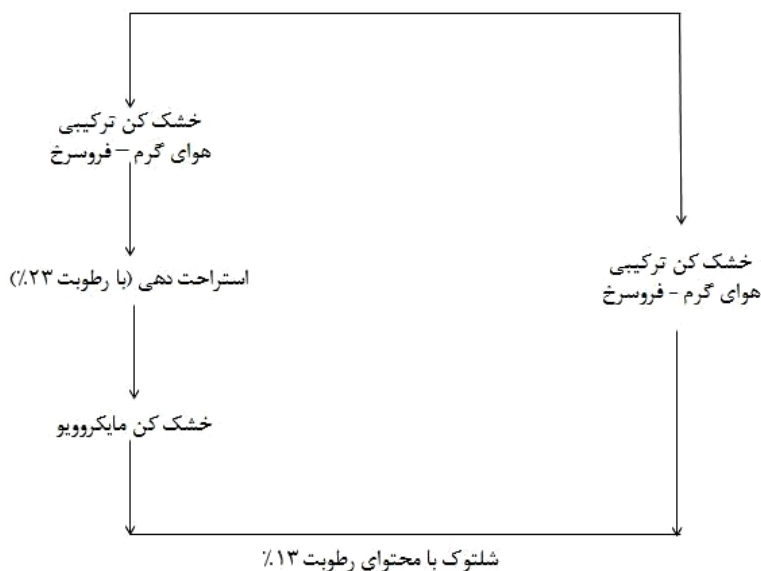 خشک کن ترکیبی
هوای گرم – فروسرخ
استراحت دهی (با رطوبت ۲۳٪)
خشک کن مایکروویو
خشک کن ترکیبی
هوای گرم - فروسرخ
شلتوک با محتوای رطوبت ۱۳٪